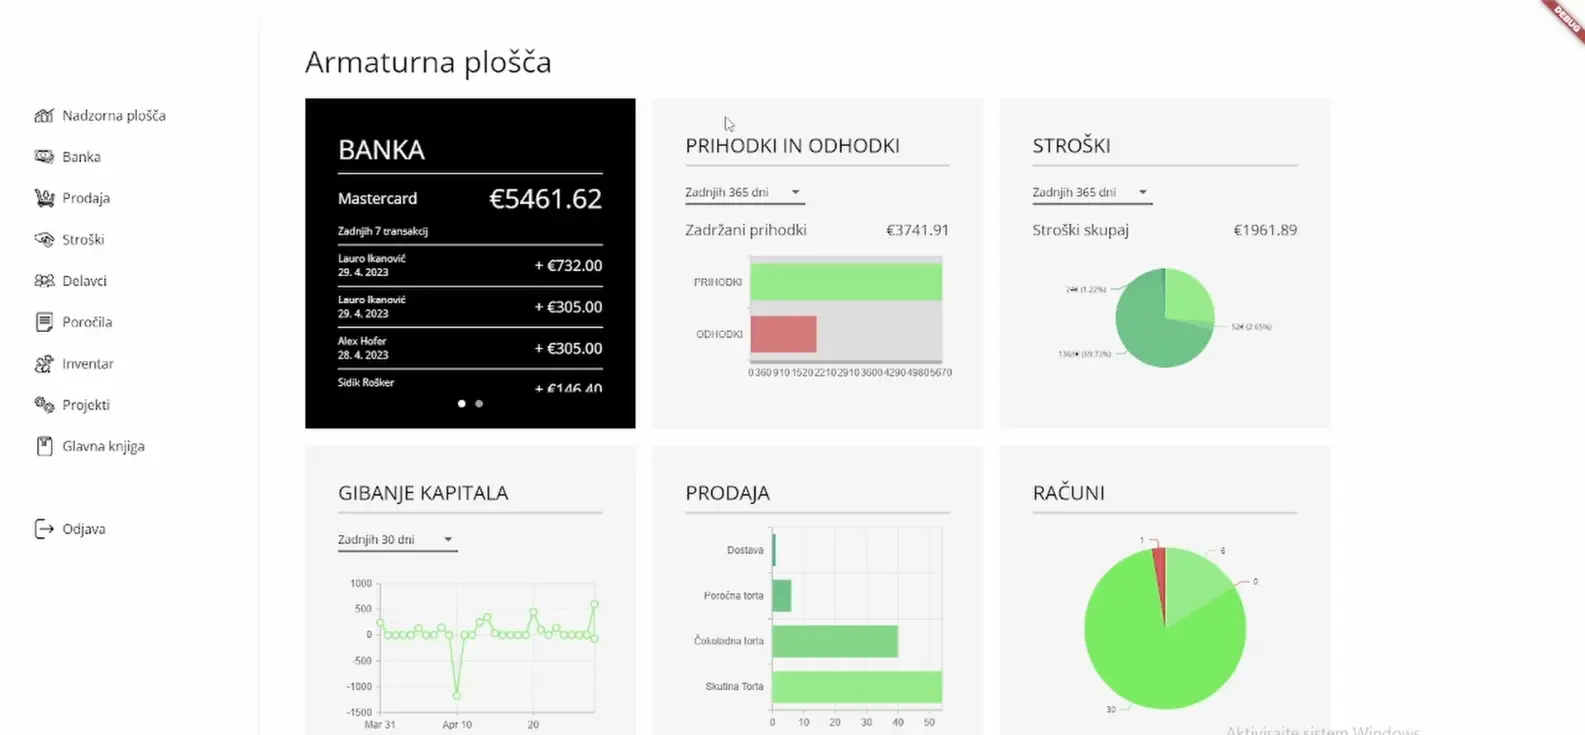 DEBUG
Armaturna plošča
Nadzorna plošča
Banka
Prodaja
Stroški
Delavci
Poročila
Inventar
Projekti
Glavna knjiga
Odjava
BANKA
Mastercard €5461.62
Zadnjih 7 transakcij
Lauro Ikanović
29. 4. 2023 + €732.00
Lauro Ikanović
29. 4. 2023 + €305.00
Alex Hofer
28. 4. 2023 + €305.00
Sidik Rošker + €146.40
PRIHODKI IN ODHODKI
Zadnjih 365 dni
Zadržani prihodki €3741.91
PRIHODKI
ODHODKI
0 360 910 1520 2210 2910 3600 4290 4980 5670
STROŠKI
Zadnjih 365 dni
Stroški skupaj €1961.89
24€ (1.22%)
52€ (2.65%)
(69.73%)
GIBANJE KAPITALA
Zadnjih 30 dni
1000
500
0
-500
-1000
-1500
Mar 31 Apr 10 20
PRODAJA
Dostava
Poročna torta
Čokoladna torta
Skutina Torta
0 10 20 30 40 50
RAČUNI
1
6
0
30
Aktivirajte sistem Windows